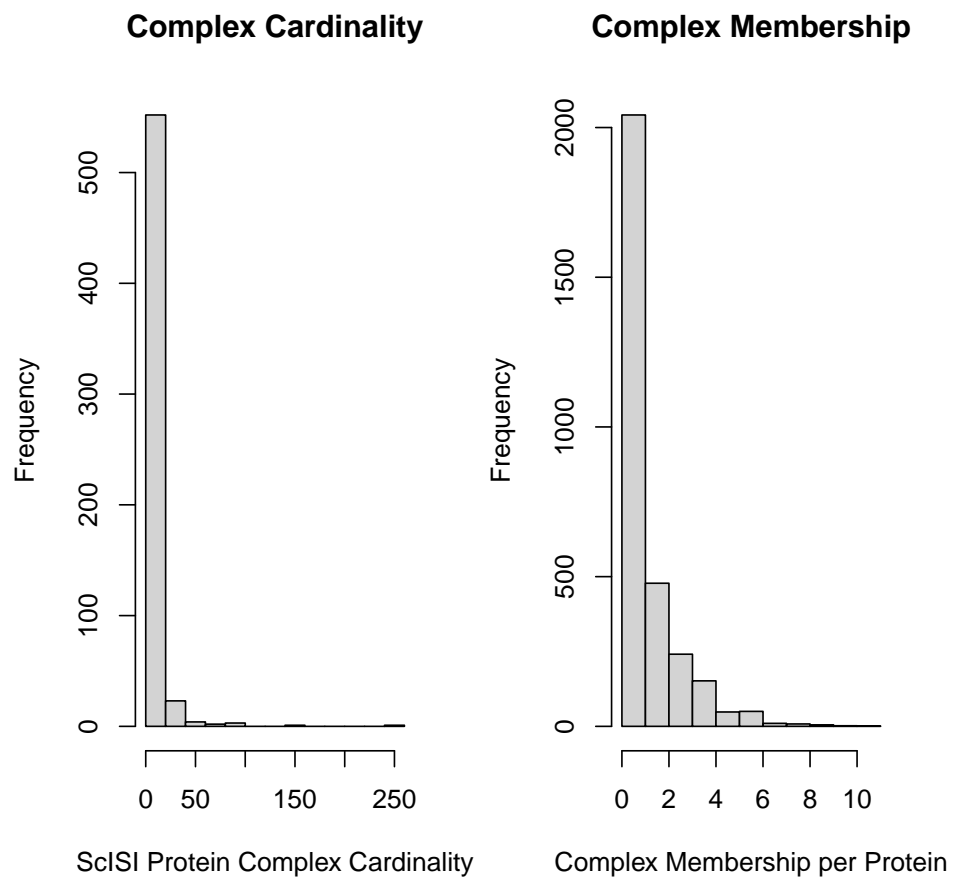 Complex Cardinality
Frequency
500
400
300
200
100
0
0 50 150 250
ScISI Protein Complex Cardinality
Complex Membership
Frequency
2000
1500
1000
500
0
0 2 4 6 8 10
Complex Membership per Protein